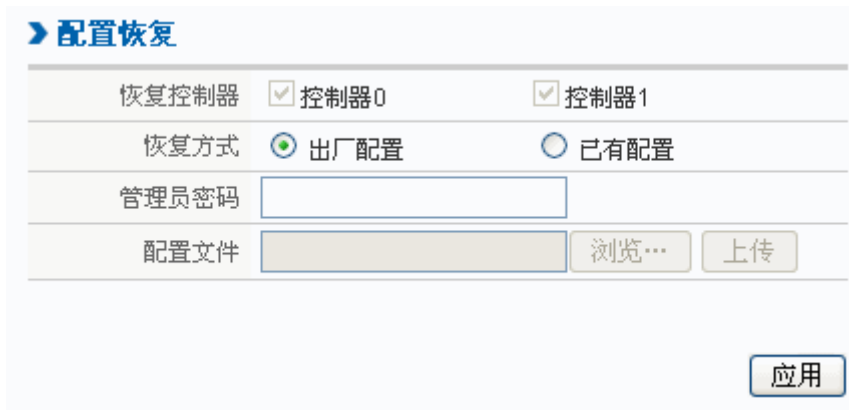 配置恢复
恢复控制器 控制器0 控制器1
恢复方式 出厂配置 已有配置
管理员密码
配置文件 浏览… 上传
应用